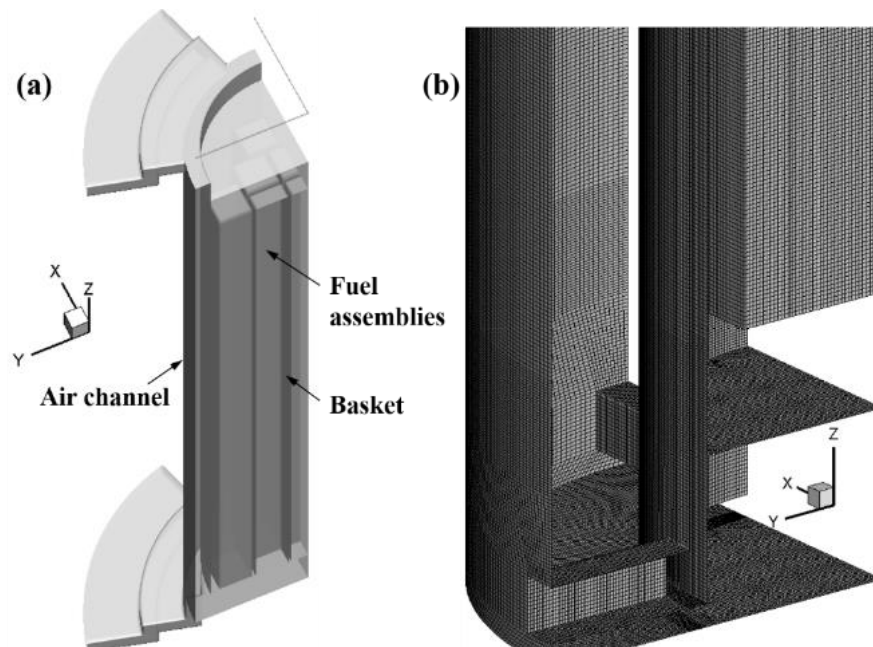 (a)
X
Z
Y
Fuel
assemblies
Air channel
Basket
(b)
Z
X
Y